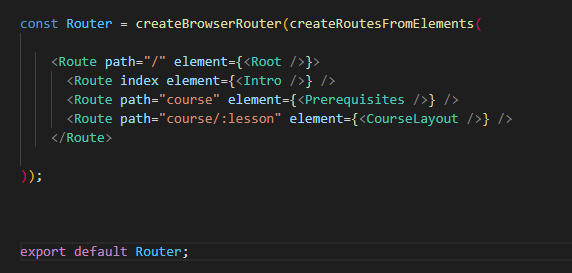 const Router = createBrowserRouter(createRoutesFromElements(
<Route path="/" element={<Root />}>
<Route index element={<Intro />} />
<Route path="course" element={<Prerequisites />} />
<Route path="course/:lesson" element={<CourseLayout />} />
</Route>
));
export default Router;